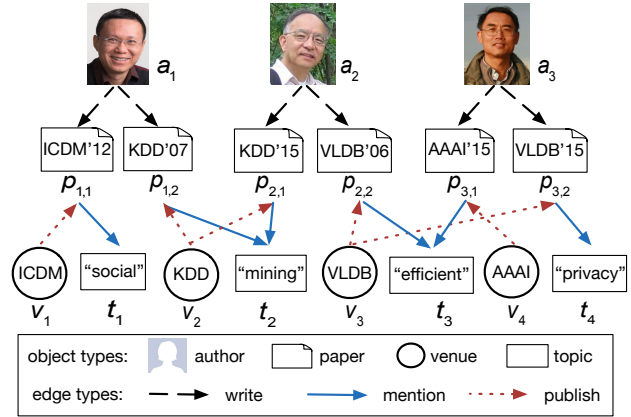 a1 a2 a3
ICDM'12 KDD'07 KDD'15 VLDB'06 AAAI'15 VLDB'15
p1,1 p1,2 p2,1 p2,2 p3,1 p3,2
ICDM "social" KDD "mining" VLDB "efficient" AAAI "privacy"
v1 t1 v2 t2 v3 t3 v4 t4
object types: author paper venue topic
edge types: write mention publish